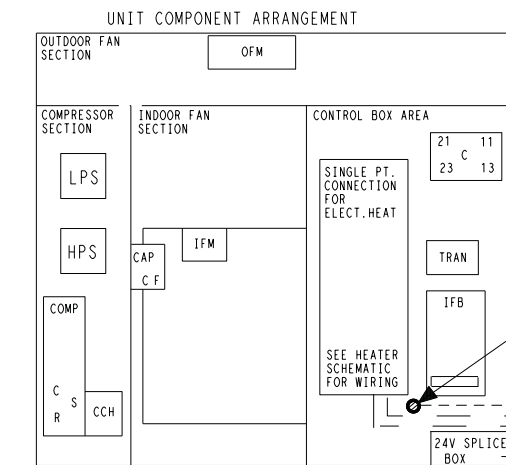 UNIT COMPONENT ARRANGEMENT
OUTDOOR FAN
SECTION
OFM
COMPRESSOR
SECTION
INDOOR FAN
SECTION
CONTROL BOX AREA
LPS
HPS
COMP
C
S
R
CCH
CAP
C F
IFM
SINGLE PT.
CONNECTION
FOR
ELECT.HEAT
SEE HEATER
SCHEMATIC
FOR WIRING
21 11
C
23 13
TRAN
IFB
24V SPLICE
BOX